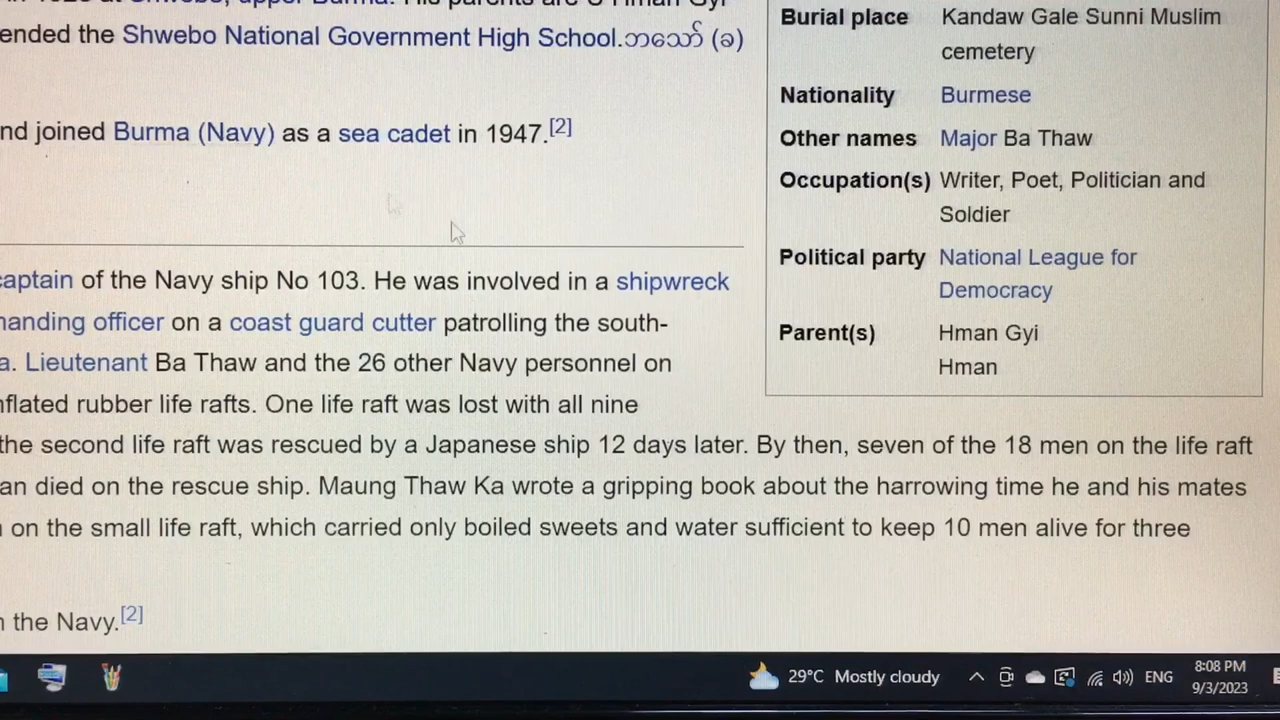 ended the Shwebo National Government High School.ဘသော် (ခ)
nd joined Burma (Navy) as a sea cadet in 1947.[2]
captain of the Navy ship No 103. He was involved in a shipwreck
manding officer on a coast guard cutter patrolling the south-
a. Lieutenant Ba Thaw and the 26 other Navy personnel on
nflated rubber life rafts. One life raft was lost with all nine
the second life raft was rescued by a Japanese ship 12 days later. By then, seven of the 18 men on the life raft
an died on the rescue ship. Maung Thaw Ka wrote a gripping book about the harrowing time he and his mates
on the small life raft, which carried only boiled sweets and water sufficient to keep 10 men alive for three
n the Navy.[2]
Burial place Kandaw Gale Sunni Muslim
cemetery
Nationality Burmese
Other names Major Ba Thaw
Occupation(s) Writer, Poet, Politician and
Soldier
Political party National League for
Democracy
Parent(s) Hman Gyi
Hman
29°C Mostly cloudy
ENG
8:08 PM
9/3/2023